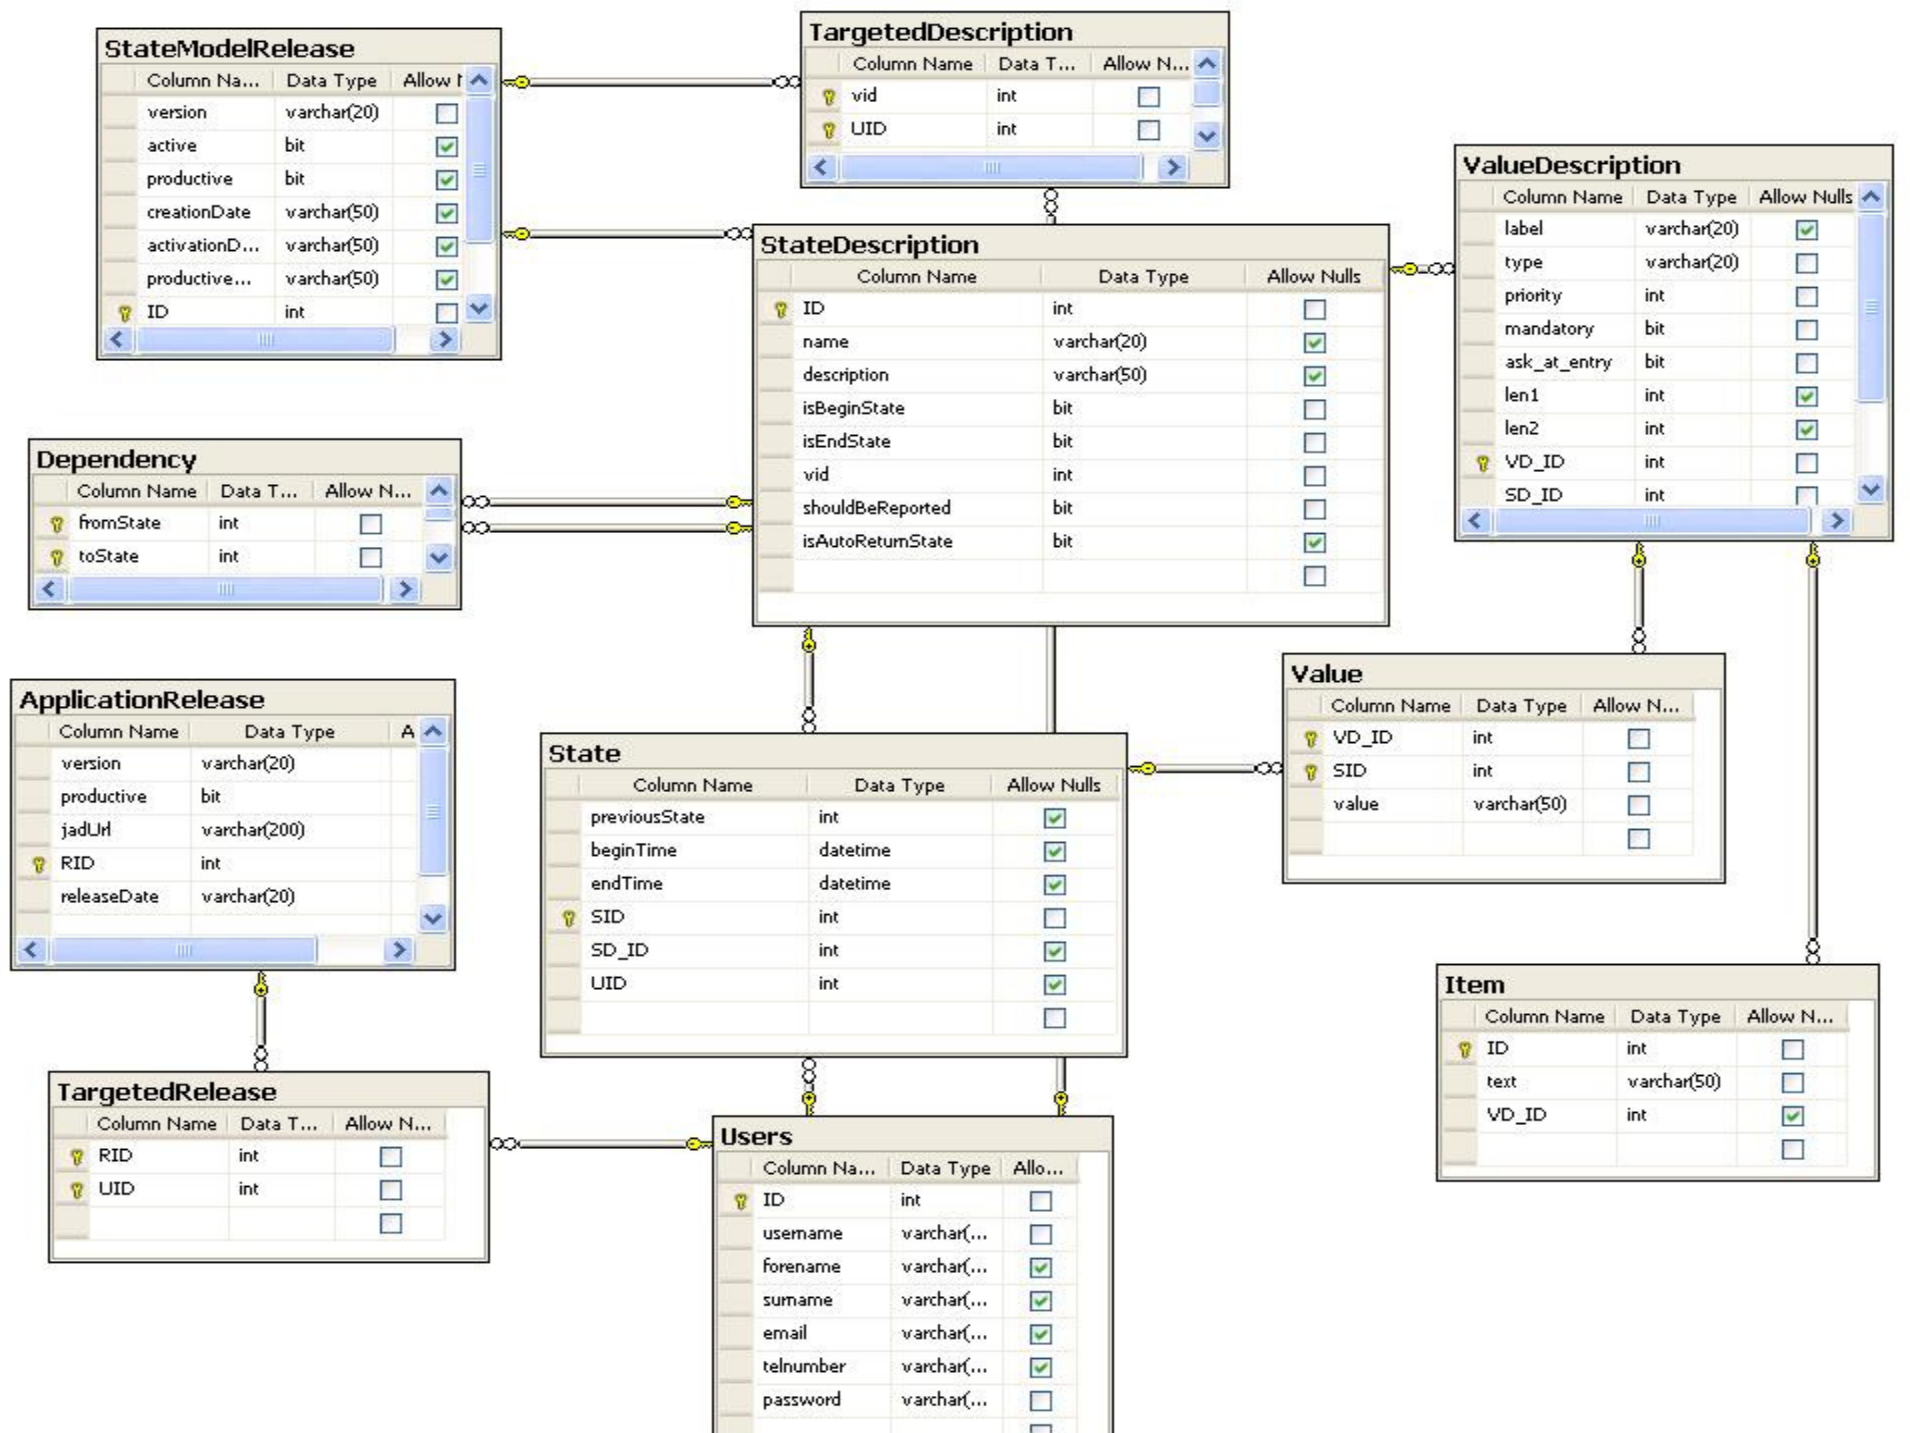 StateModelRelease
Column Na... Data Type Allow N
version varchar(20)
active bit
productive bit
creationDate varchar(50)
activationD... varchar(50)
productive... varchar(50)
ID int
TargetedDescription
Column Name Data T... Allow N...
vid int
UID int
ValueDescription
Column Name Data Type Allow Nulls
label varchar(20)
type varchar(20)
priority int
mandatory bit
ask_at_entry bit
len1 int
len2 int
VD_ID int
SD_ID int
StateDescription
Column Name Data Type Allow Nulls
ID int
name varchar(20)
description varchar(50)
isBeginState bit
isEndState bit
vid int
shouldBeReported bit
isAutoReturnState bit
Dependency
Column Name Data T... Allow N...
fromState int
toState int
ApplicationRelease
Column Name Data Type A
version varchar(20)
productive bit
jadUrl varchar(200)
RID int
releaseDate varchar(20)
State
Column Name Data Type Allow Nulls
previousState int
beginTime datetime
endTime datetime
SID int
SD_ID int
UID int
Value
Column Name Data Type Allow N...
VD_ID int
SID int
value varchar(50)
Item
Column Name Data Type Allow N...
ID int
text varchar(50)
VD_ID int
TargetedRelease
Column Name Data T... Allow N...
RID int
UID int
Users
Column Na... Data Type Allo...
ID int
username varchar(...
forename varchar(...
surname varchar(...
email varchar(...
telnumber varchar(...
password varchar(...